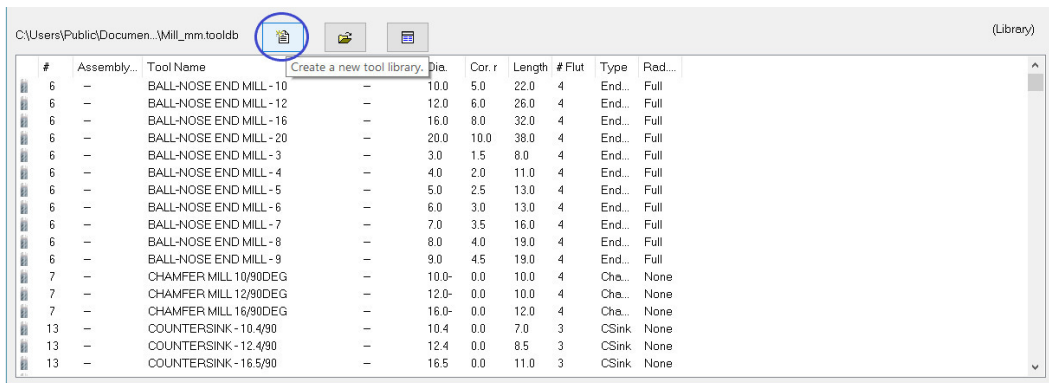 C:\Users\Public\Documen...\Mill_mm.tooldb (Library)
Create a new tool library.
# Assembly... Tool Name Dia. Cor. r Length # Flut Type Rad....
6 – BALL-NOSE END MILL - 10 – 10.0 5.0 22.0 4 End... Full
6 – BALL-NOSE END MILL - 12 – 12.0 6.0 26.0 4 End... Full
6 – BALL-NOSE END MILL - 16 – 16.0 8.0 32.0 4 End... Full
6 – BALL-NOSE END MILL - 20 – 20.0 10.0 38.0 4 End... Full
6 – BALL-NOSE END MILL - 3 – 3.0 1.5 8.0 4 End... Full
6 – BALL-NOSE END MILL - 4 – 4.0 2.0 11.0 4 End... Full
6 – BALL-NOSE END MILL - 5 – 5.0 2.5 13.0 4 End... Full
6 – BALL-NOSE END MILL - 6 – 6.0 3.0 13.0 4 End... Full
6 – BALL-NOSE END MILL - 7 – 7.0 3.5 16.0 4 End... Full
6 – BALL-NOSE END MILL - 8 – 8.0 4.0 19.0 4 End... Full
6 – BALL-NOSE END MILL - 9 – 9.0 4.5 19.0 4 End... Full
7 – CHAMFER MILL 10/90DEG – 10.0- 0.0 10.0 4 Cha... None
7 – CHAMFER MILL 12/90DEG – 12.0- 0.0 10.0 4 Cha... None
7 – CHAMFER MILL 16/90DEG – 16.0- 0.0 12.0 4 Cha... None
13 – COUNTERSINK - 10.4/90 – 10.4 0.0 7.0 3 CSink None
13 – COUNTERSINK - 12.4/90 – 12.4 0.0 8.5 3 CSink None
13 – COUNTERSINK - 16.5/90 – 16.5 0.0 11.0 3 CSink None